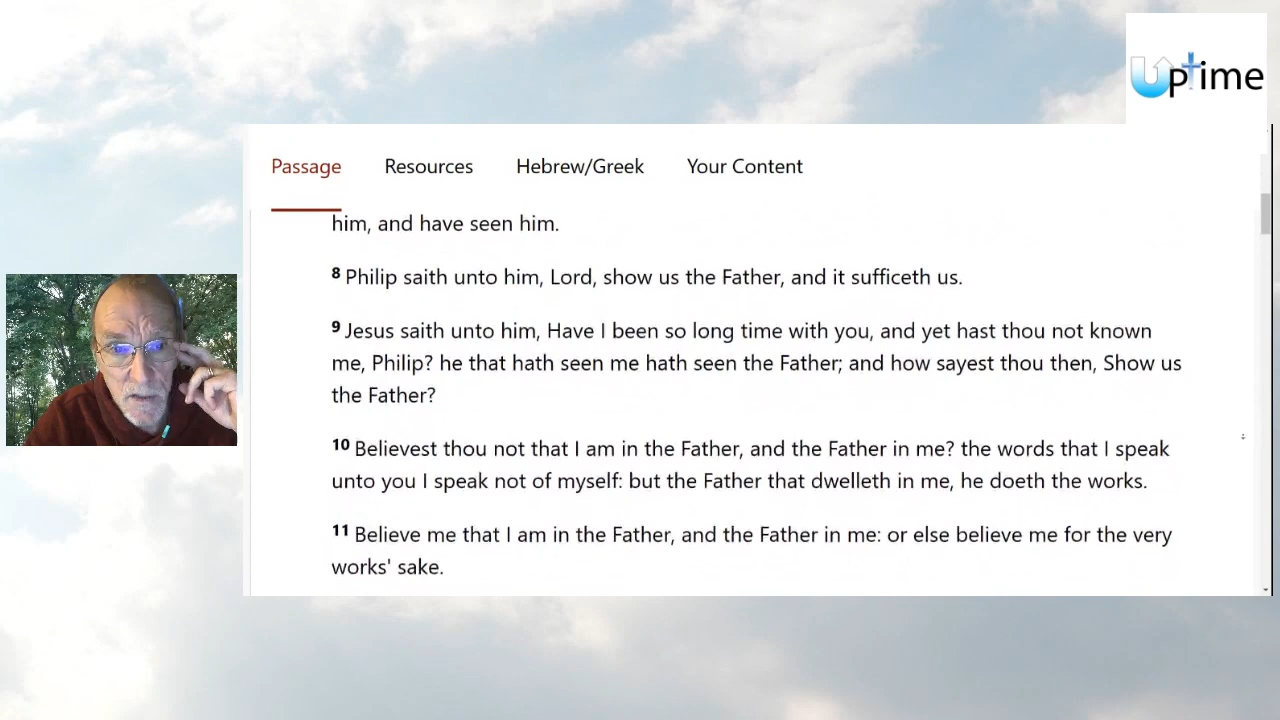 Uptime
Passage Resources Hebrew/Greek Your Content
him, and have seen him.
8 Philip saith unto him, Lord, show us the Father, and it sufficeth us.
9 Jesus saith unto him, Have I been so long time with you, and yet hast thou not known
me, Philip? he that hath seen me hath seen the Father; and how sayest thou then, Show us
the Father?
10 Believest thou not that I am in the Father, and the Father in me? the words that I speak
unto you I speak not of myself: but the Father that dwelleth in me, he doeth the works.
11 Believe me that I am in the Father, and the Father in me: or else believe me for the very
works' sake.